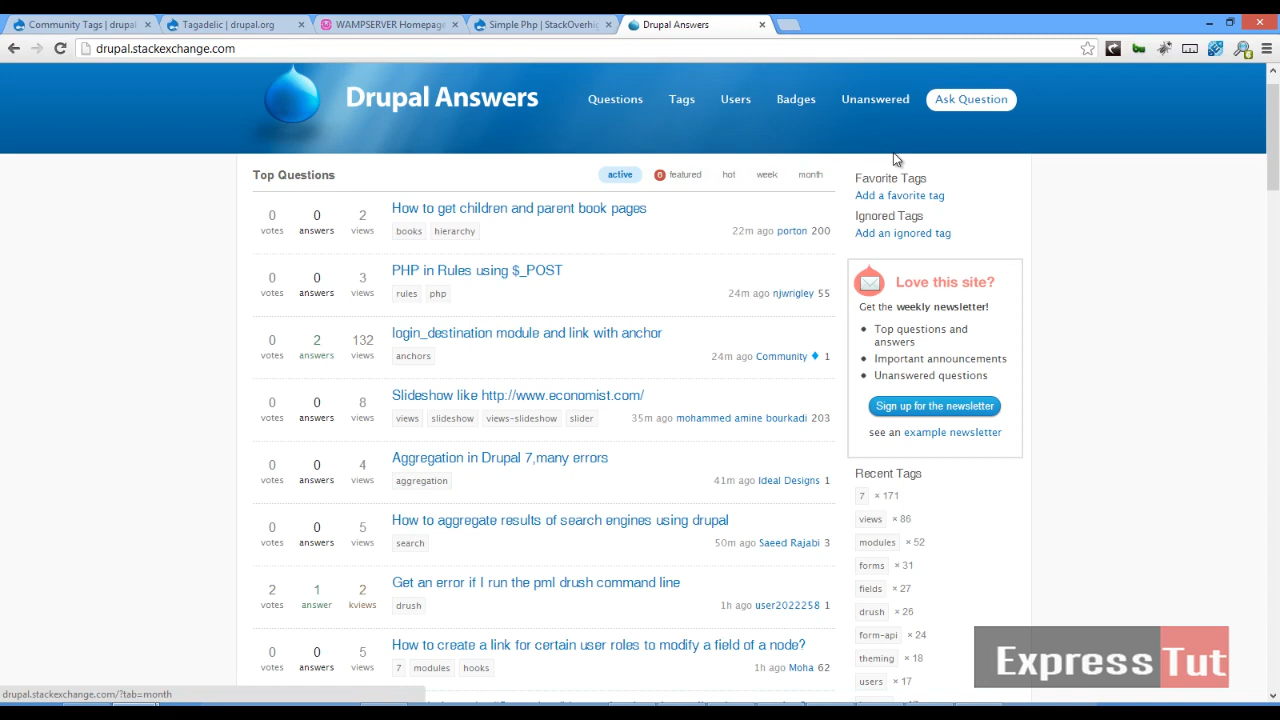 Community Tags | drupal
Tagadelic | drupal.org
WAMPSERVER Homepage
Simple Php | StackOverhi
Drupal Answers
drupal.stackexchange.com
Drupal Answers
Questions Tags Users Badges Unanswered Ask Question
Top Questions
active 6 featured hot week month
0 votes 0 answers 2 views
How to get children and parent book pages
books hierarchy
22m ago porton 200
0 votes 0 answers 3 views
PHP in Rules using $_POST
rules php
24m ago njwrigley 55
0 votes 2 answers 132 views
login_destination module and link with anchor
anchors
24m ago Community ♦ 1
0 votes 0 answers 8 views
Slideshow like http://www.economist.com/
views slideshow views-slideshow slider
35m ago mohammed amine bourkadi 203
0 votes 0 answers 4 views
Aggregation in Drupal 7,many errors
aggregation
41m ago Ideal Designs 1
0 votes 0 answers 5 views
How to aggregate results of search engines using drupal
search
50m ago Saeed Rajabi 3
2 votes 1 answer 2 kviews
Get an error if I run the pml drush command line
drush
1h ago user2022258 1
0 votes 0 answers 5 views
How to create a link for certain user roles to modify a field of a node?
7 modules hooks
1h ago Moha 62
Favorite Tags
Add a favorite tag
Ignored Tags
Add an ignored tag
Love this site?
Get the weekly newsletter!
Top questions and
answers
Important announcements
Unanswered questions
Sign up for the newsletter
see an example newsletter
Recent Tags
7 × 171
views × 86
modules × 52
forms × 31
fields × 27
drush × 26
form-api × 24
theming × 18
users × 17
Express Tut
drupal.stackexchange.com/?tab=month